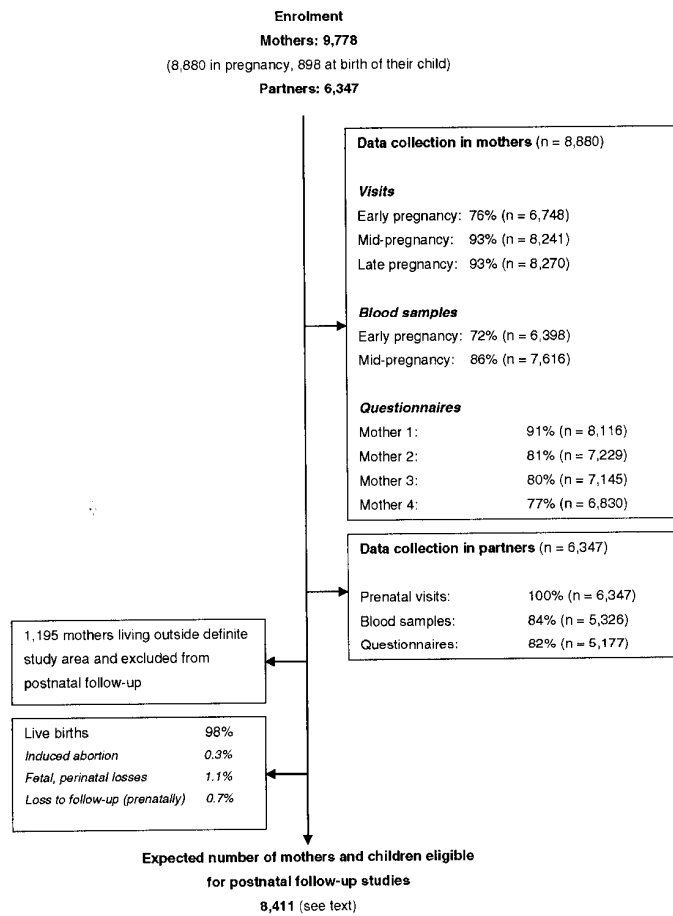 Enrolment
Mothers: 9,778
(8,880 in pregnancy, 898 at birth of their child)
Partners: 6,347
Data collection in mothers (n = 8,880)
Visits
Early pregnancy: 76% (n = 6,748)
Mid-pregnancy: 93% (n = 8,241)
Late pregnancy: 93% (n = 8,270)
Blood samples
Early pregnancy: 72% (n = 6,398)
Mid-pregnancy: 86% (n = 7,616)
Questionnaires
Mother 1: 91% (n = 8,116)
Mother 2: 81% (n = 7,229)
Mother 3: 80% (n = 7,145)
Mother 4: 77% (n = 6,830)
Data collection in partners (n = 6,347)
Prenatal visits: 100% (n = 6,347)
Blood samples: 84% (n = 5,326)
Questionnaires: 82% (n = 5,177)
1,195 mothers living outside definite
study area and excluded from
postnatal follow-up
Live births 98%
Induced abortion 0.3%
Fetal, perinatal losses 1.1%
Loss to follow-up (prenatally) 0.7%
Expected number of mothers and children eligible
for postnatal follow-up studies
8,411 (see text)